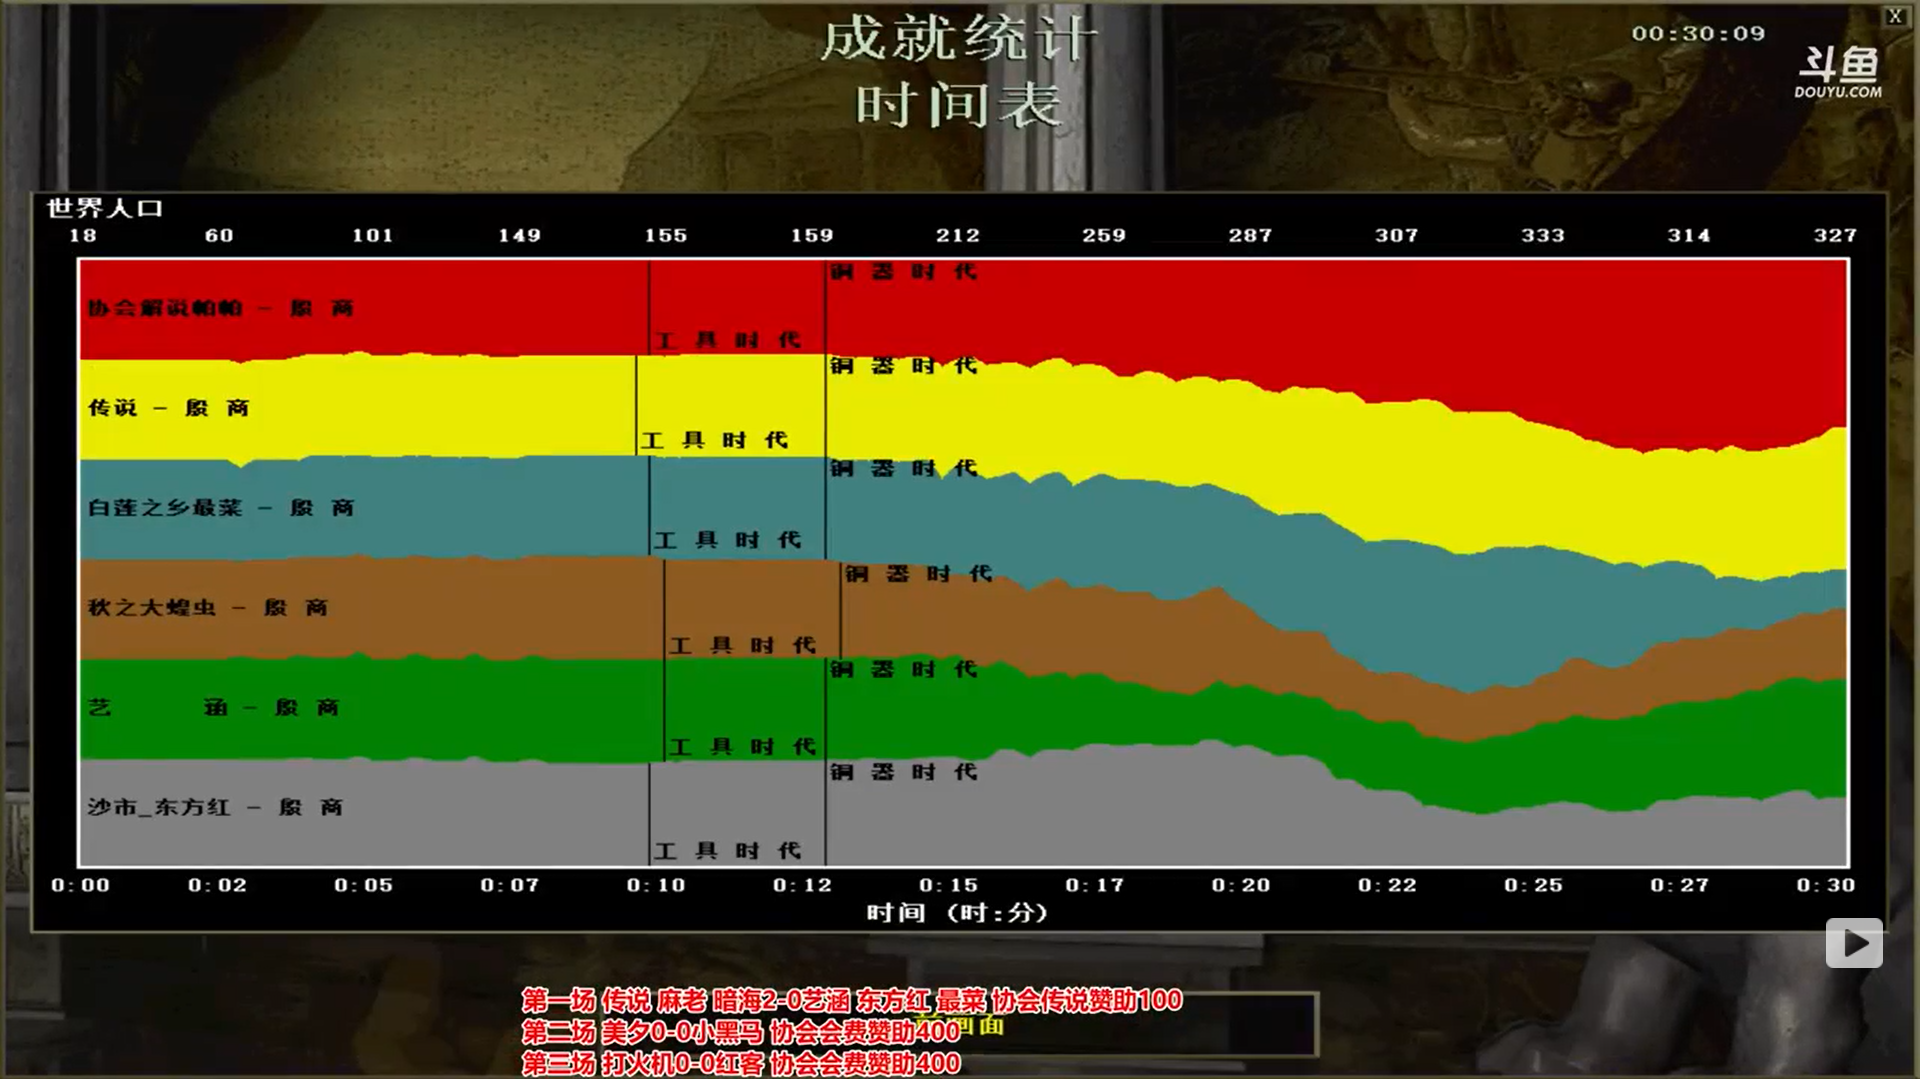 成就统计
时间表
00:30:09
X
斗鱼
DOUYU.COM
世界人口
18 60 101 149 155 159 212 259 287 307 333 314 327
铜器时代
协会解说帕帕 - 殷商
工具时代
铜器时代
传说 - 殷商
工具时代
铜器时代
白莲之乡最菜 - 殷商
工具时代
铜器时代
秋之大蝗虫 - 殷商
工具时代
铜器时代
艺 涵 - 殷商
工具时代
铜器时代
沙市_东方红 - 殷商
工具时代
0:00 0:02 0:05 0:07 0:10 0:12 0:15 0:17 0:20 0:22 0:25 0:27 0:30
时间 (时:分)
第一场 传说 麻老 暗海2-0艺涵 东方红 最菜 协会传说赞助100
第二场 美夕0-0小黑马 协会会费赞助400
画面
第三场 打火机0-0红客 协会会费赞助400